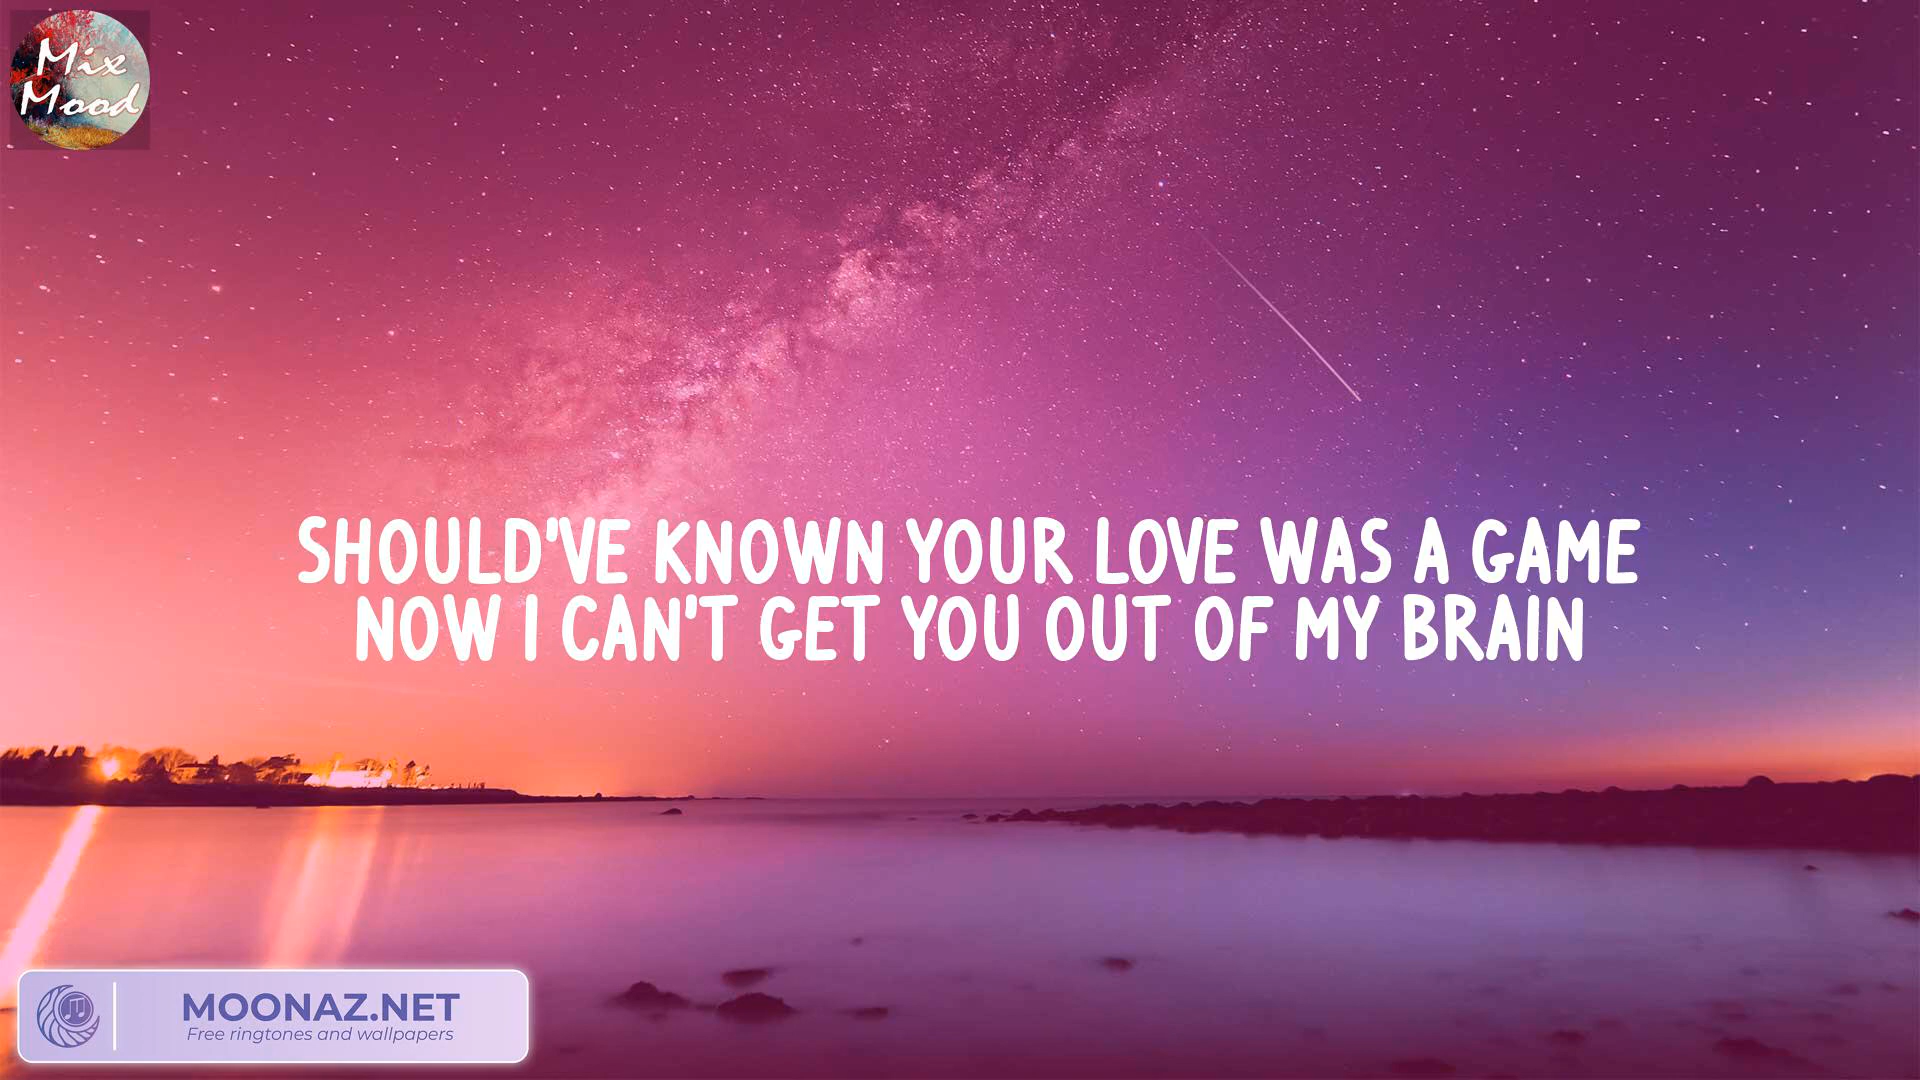 Mix
Mood
SHOULD'VE KNOWN YOUR LOVE WAS A GAME
NOW I CAN'T GET YOU OUT OF MY BRAIN
MOONAZ.NET
Free ringtones and wallpapers